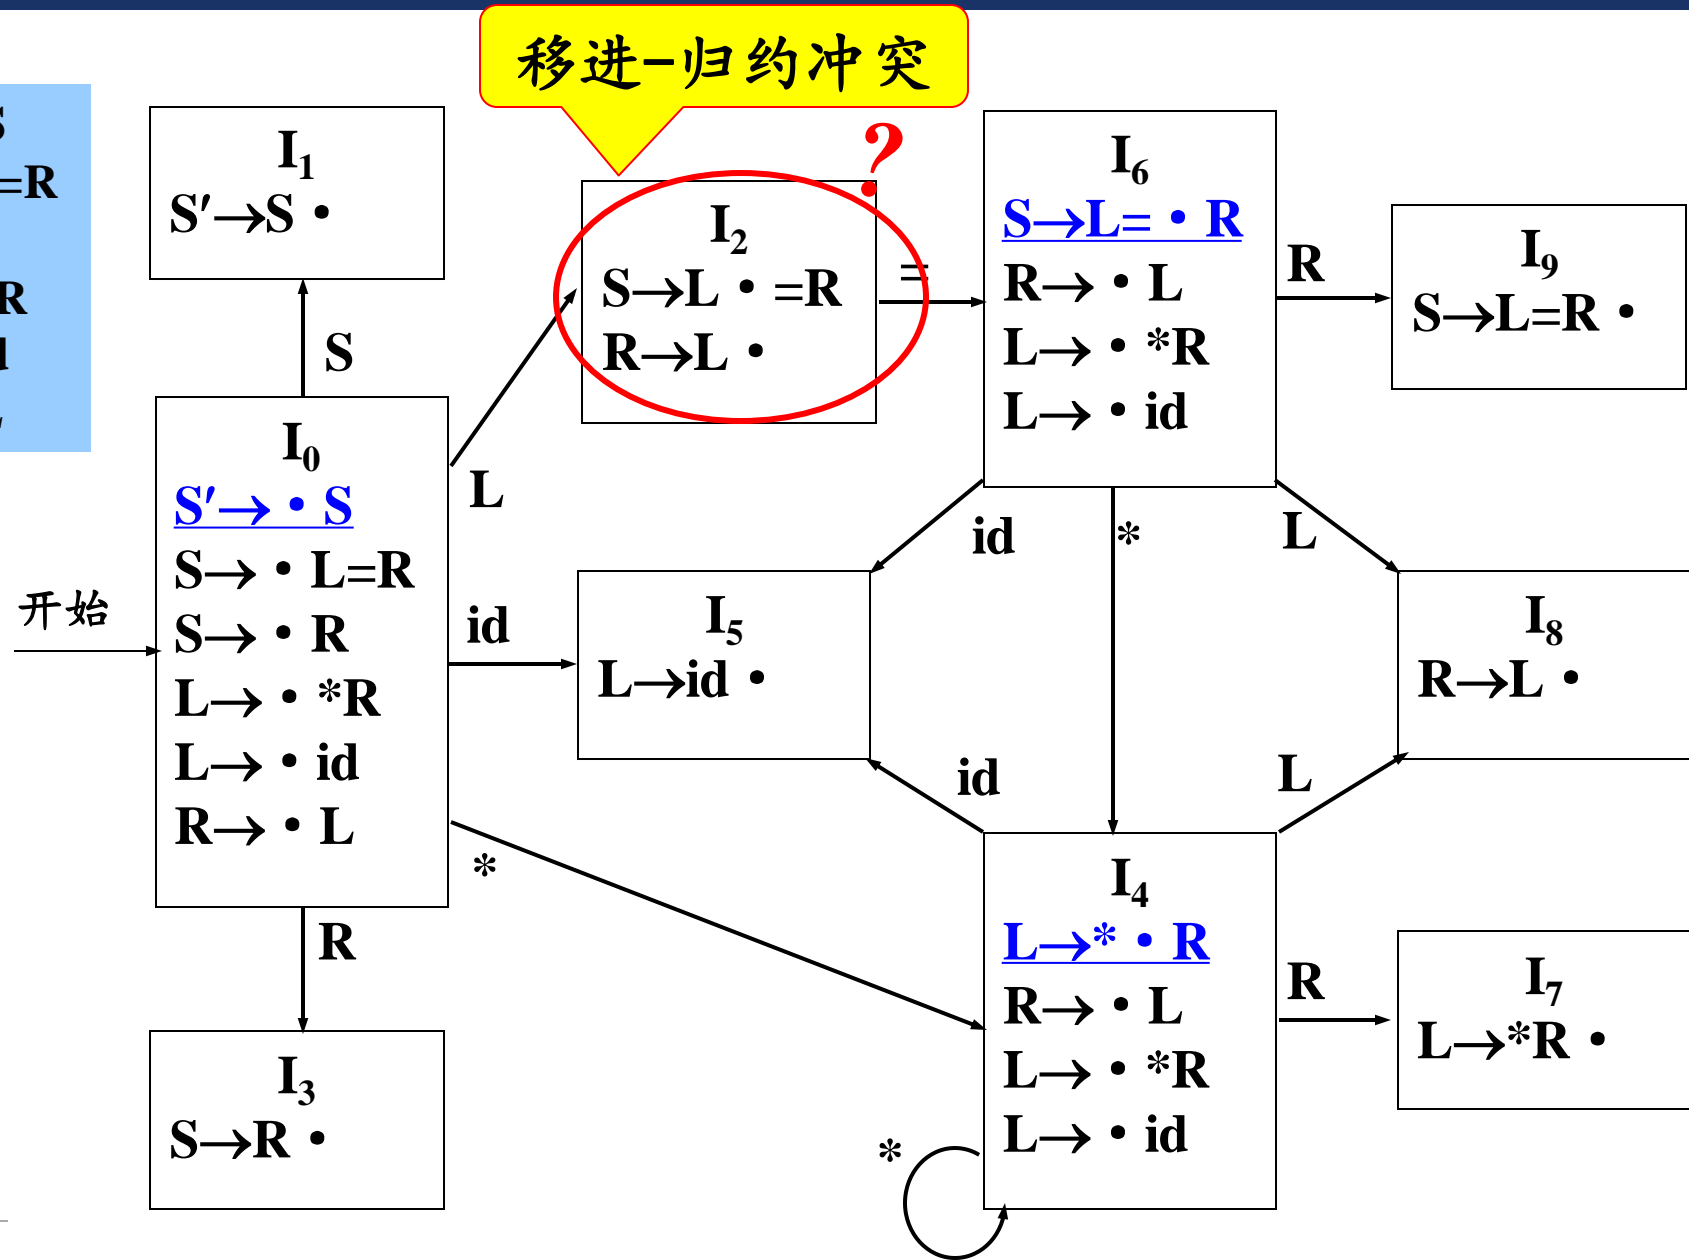 移进-归约冲突
S
=R
R
d
I1
S′→S·
S
?
I2
S→L·=R
R→L·
=
I6
S→L=·R
R→·L
L→·*R
L→·id
R
I9
S→L=R·
开始
I0
S′→·S
S→·L=R
S→·R
L→·*R
L→·id
R→·L
L
id
*
R
I5
L→id·
id
*
L
I8
R→L·
id
L
I4
L→*·R
R→·L
L→·*R
L→·id
*
R
I7
L→*R·
I3
S→R·